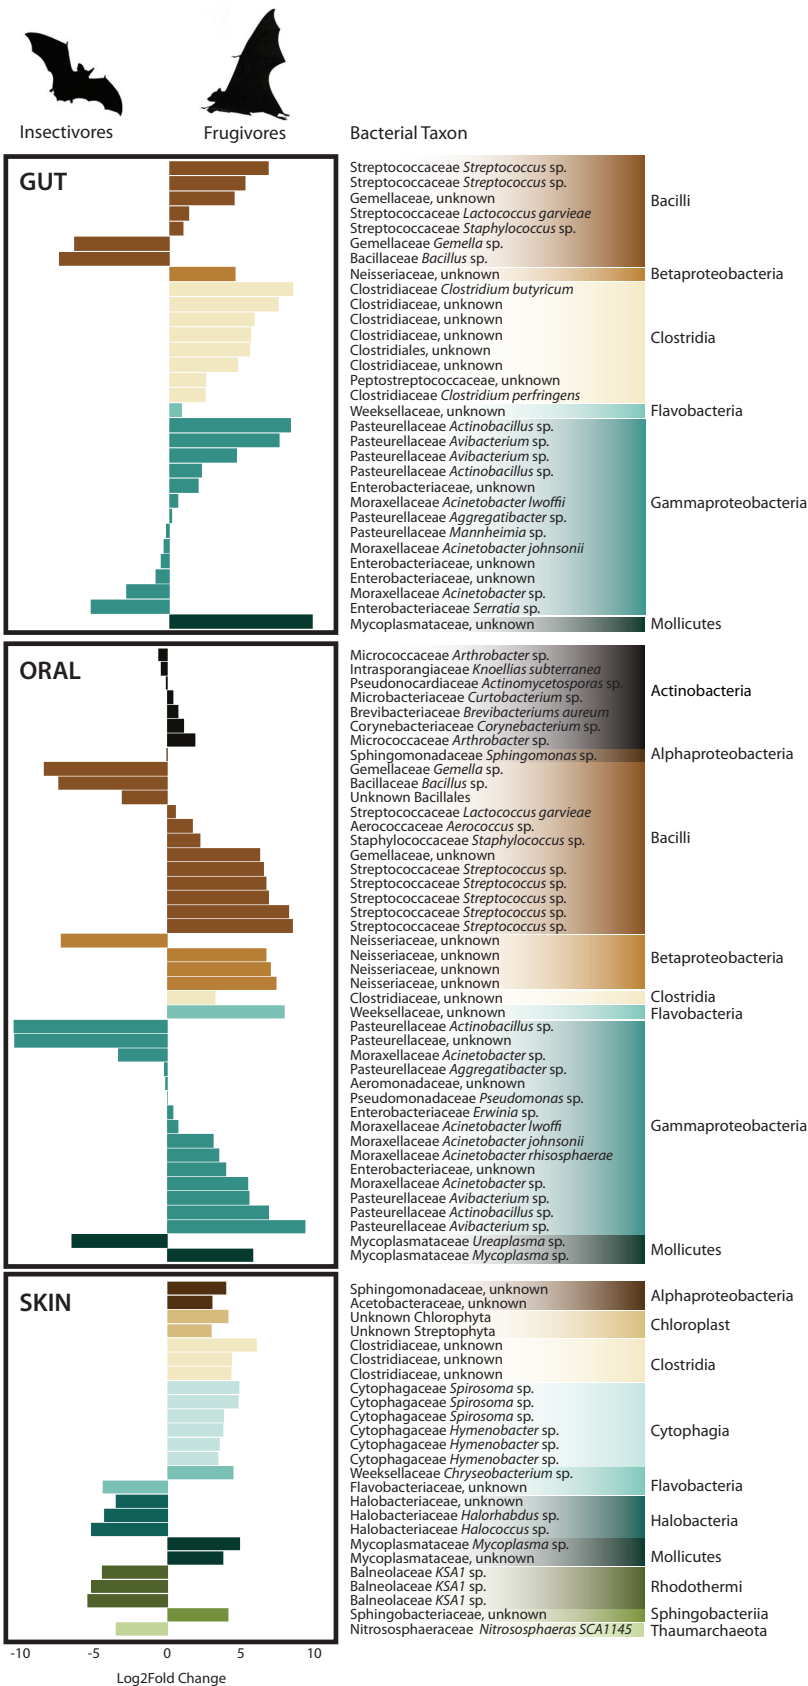 Insectivores Frugivores Bacterial Taxon
GUT
Streptococcaceae Streptococcus sp.
Streptococcaceae Streptococcus sp.
Gemellaceae, unknown
Streptococcaceae Lactococcus garvieae
Streptococcaceae Staphylococcus sp.
Gemellaceae Gemella sp.
Bacillaceae Bacillus sp.
Bacilli
Neisseriaceae, unknown
Betaproteobacteria
Clostridiaceae Clostridium butyricum
Clostridiaceae, unknown
Clostridiaceae, unknown
Clostridiaceae, unknown
Clostridiales, unknown
Clostridiaceae, unknown
Peptostreptococcaceae, unknown
Clostridiaceae Clostridium perfringens
Clostridia
Weeksellaceae, unknown
Flavobacteria
Pasteurellaceae Actinobacillus sp.
Pasteurellaceae Avibacterium sp.
Pasteurellaceae Avibacterium sp.
Pasteurellaceae Actinobacillus sp.
Enterobacteriaceae, unknown
Moraxellaceae Acinetobacter lwoffii
Pasteurellaceae Aggregatibacter sp.
Pasteurellaceae Mannheimia sp.
Moraxellaceae Acinetobacter johnsonii
Enterobacteriaceae, unknown
Enterobacteriaceae, unknown
Moraxellaceae Acinetobacter sp.
Enterobacteriaceae Serratia sp.
Gammaproteobacteria
Mycoplasmataceae, unknown
Mollicutes
ORAL
Micrococcaceae Arthrobacter sp.
Intrasporangiaceae Knoellias subterranea
Pseudonocardiaceae Actinomycetosporas sp.
Microbacteriaceae Curtobacterium sp.
Brevibacteriaceae Brevibacteriums aureum
Corynebacteriaceae Corynebacterium sp.
Micrococcaceae Arthrobacter sp.
Actinobacteria
Sphingomonadaceae Sphingomonas sp.
Alphaproteobacteria
Gemellaceae Gemella sp.
Bacillaceae Bacillus sp.
Unknown Bacillales
Streptococcaceae Lactococcus garvieae
Aerococcaceae Aerococcus sp.
Staphylococcaceae Staphylococcus sp.
Gemellaceae, unknown
Streptococcaceae Streptococcus sp.
Streptococcaceae Streptococcus sp.
Streptococcaceae Streptococcus sp.
Streptococcaceae Streptococcus sp.
Streptococcaceae Streptococcus sp.
Bacilli
Neisseriaceae, unknown
Neisseriaceae, unknown
Neisseriaceae, unknown
Neisseriaceae, unknown
Betaproteobacteria
Clostridiaceae, unknown
Clostridia
Weeksellaceae, unknown
Flavobacteria
Pasteurellaceae Actinobacillus sp.
Pasteurellaceae, unknown
Moraxellaceae Acinetobacter sp.
Pasteurellaceae Aggregatibacter sp.
Aeromonadaceae, unknown
Pseudomonadaceae Pseudomonas sp.
Enterobacteriaceae Erwinia sp.
Moraxellaceae Acinetobacter lwoffi
Moraxellaceae Acinetobacter johnsonii
Moraxellaceae Acinetobacter rhisosphaerae
Enterobacteriaceae, unknown
Moraxellaceae Acinetobacter sp.
Pasteurellaceae Avibacterium sp.
Pasteurellaceae Actinobacillus sp.
Pasteurellaceae Avibacterium sp.
Gammaproteobacteria
Mycoplasmataceae Ureaplasma sp.
Mycoplasmataceae Mycoplasma sp.
Mollicutes
SKIN
Sphingomonadaceae, unknown
Acetobacteraceae, unknown
Alphaproteobacteria
Unknown Chlorophyta
Unknown Streptophyta
Chloroplast
Clostridiaceae, unknown
Clostridiaceae, unknown
Clostridiaceae, unknown
Clostridia
Cytophagaceae Spirosoma sp.
Cytophagaceae Spirosoma sp.
Cytophagaceae Spirosoma sp.
Cytophagaceae Hymenobacter sp.
Cytophagaceae Hymenobacter sp.
Cytophagaceae Hymenobacter sp.
Cytophagia
Weeksellaceae Chryseobacterium sp.
Flavobacteriaceae, unknown
Flavobacteria
Halobacteriaceae, unknown
Halobacteriaceae Halorhabdus sp.
Halobacteriaceae Halococcus sp.
Halobacteria
Mycoplasmataceae Mycoplasma sp.
Mycoplasmataceae, unknown
Mollicutes
Balneolaceae KSA1 sp.
Balneolaceae KSA1 sp.
Balneolaceae KSA1 sp.
Rhodothermi
Sphingobacteriaceae, unknown
Sphingobacteriia
Nitrososphaeraceae Nitrososphaeras SCA1145
Thaumarchaeota
-10 -5 0 5 10
Log2Fold Change